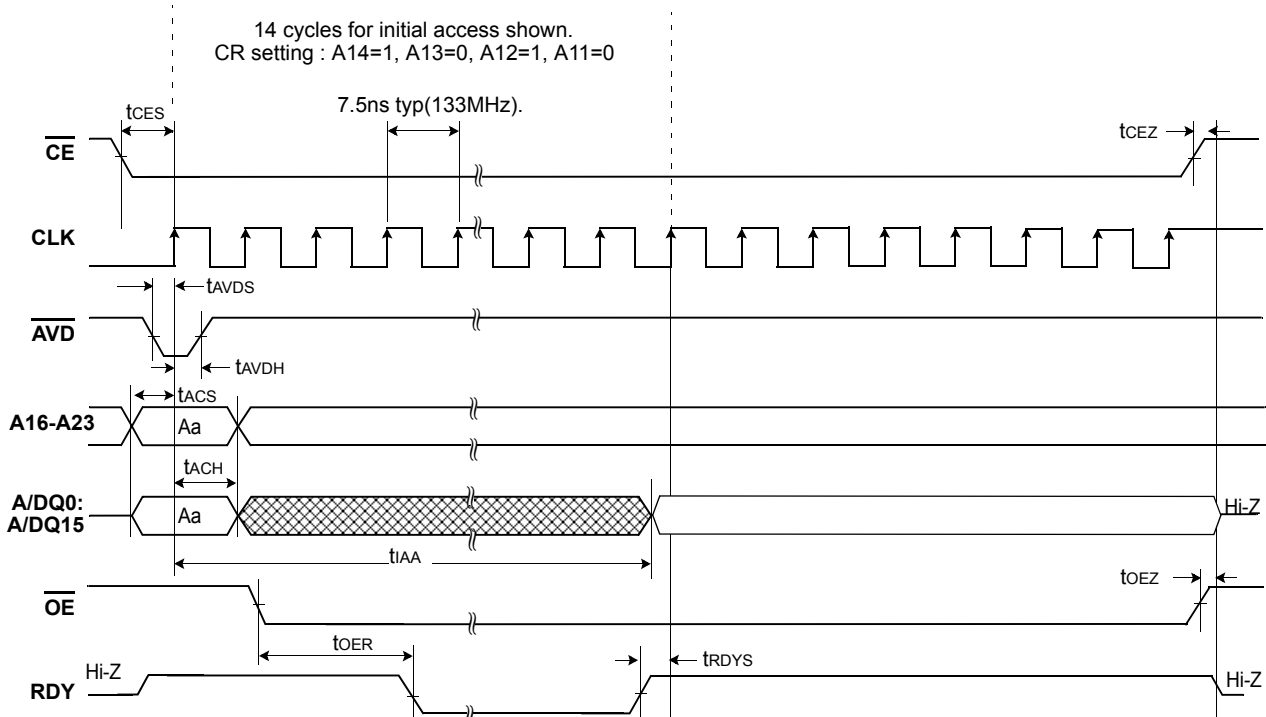 14 cycles for initial access shown.
CR setting : A14=1, A13=0, A12=1, A11=0
7.5ns typ(133MHz).
tCES
tCEZ
CE
CLK
tAVDS
AVD
tAVDH
tACS
A16-A23
Aa
tACH
A/DQ0:
A/DQ15
Aa
Hi-Z
tIAA
tOEZ
OE
tOER
tRDYS
Hi-Z
Hi-Z
RDY